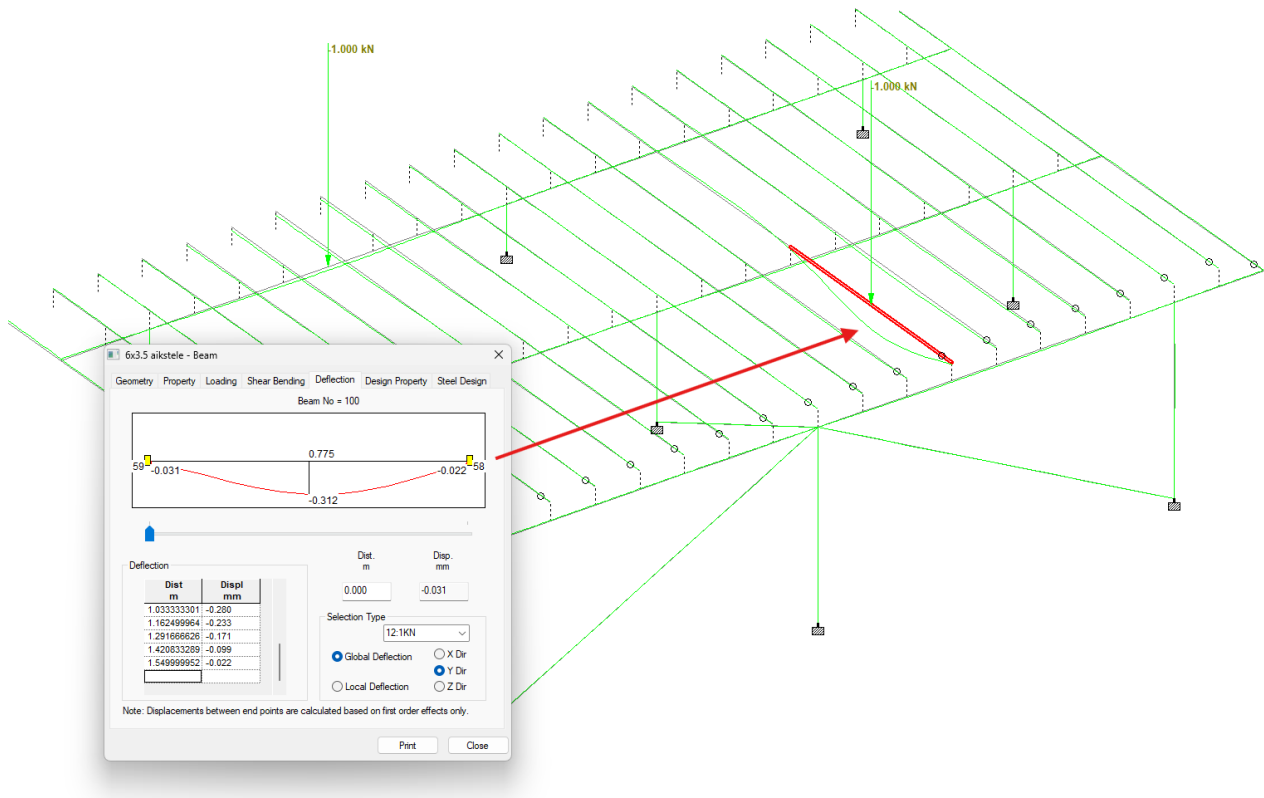 -1.000 kN
-1.000 kN
6x3.5 aikstele - Beam
Geometry Property Loading Shear Bending Deflection Design Property Steel Design
Beam No = 100
0.775
59 -0.031 -0.022 58
-0.312
Deflection
Dist m Displ mm
1.033333301 -0.280
1.162499964 -0.233
1.291666626 -0.171
1.420833289 -0.099
1.549999952 -0.022
Dist. m Disp. mm
0.000 -0.031
Selection Type
12:1KN
Global Deflection X Dir
Y Dir
Local Deflection Z Dir
Note: Displacements between end points are calculated based on first order effects only.
Print Close